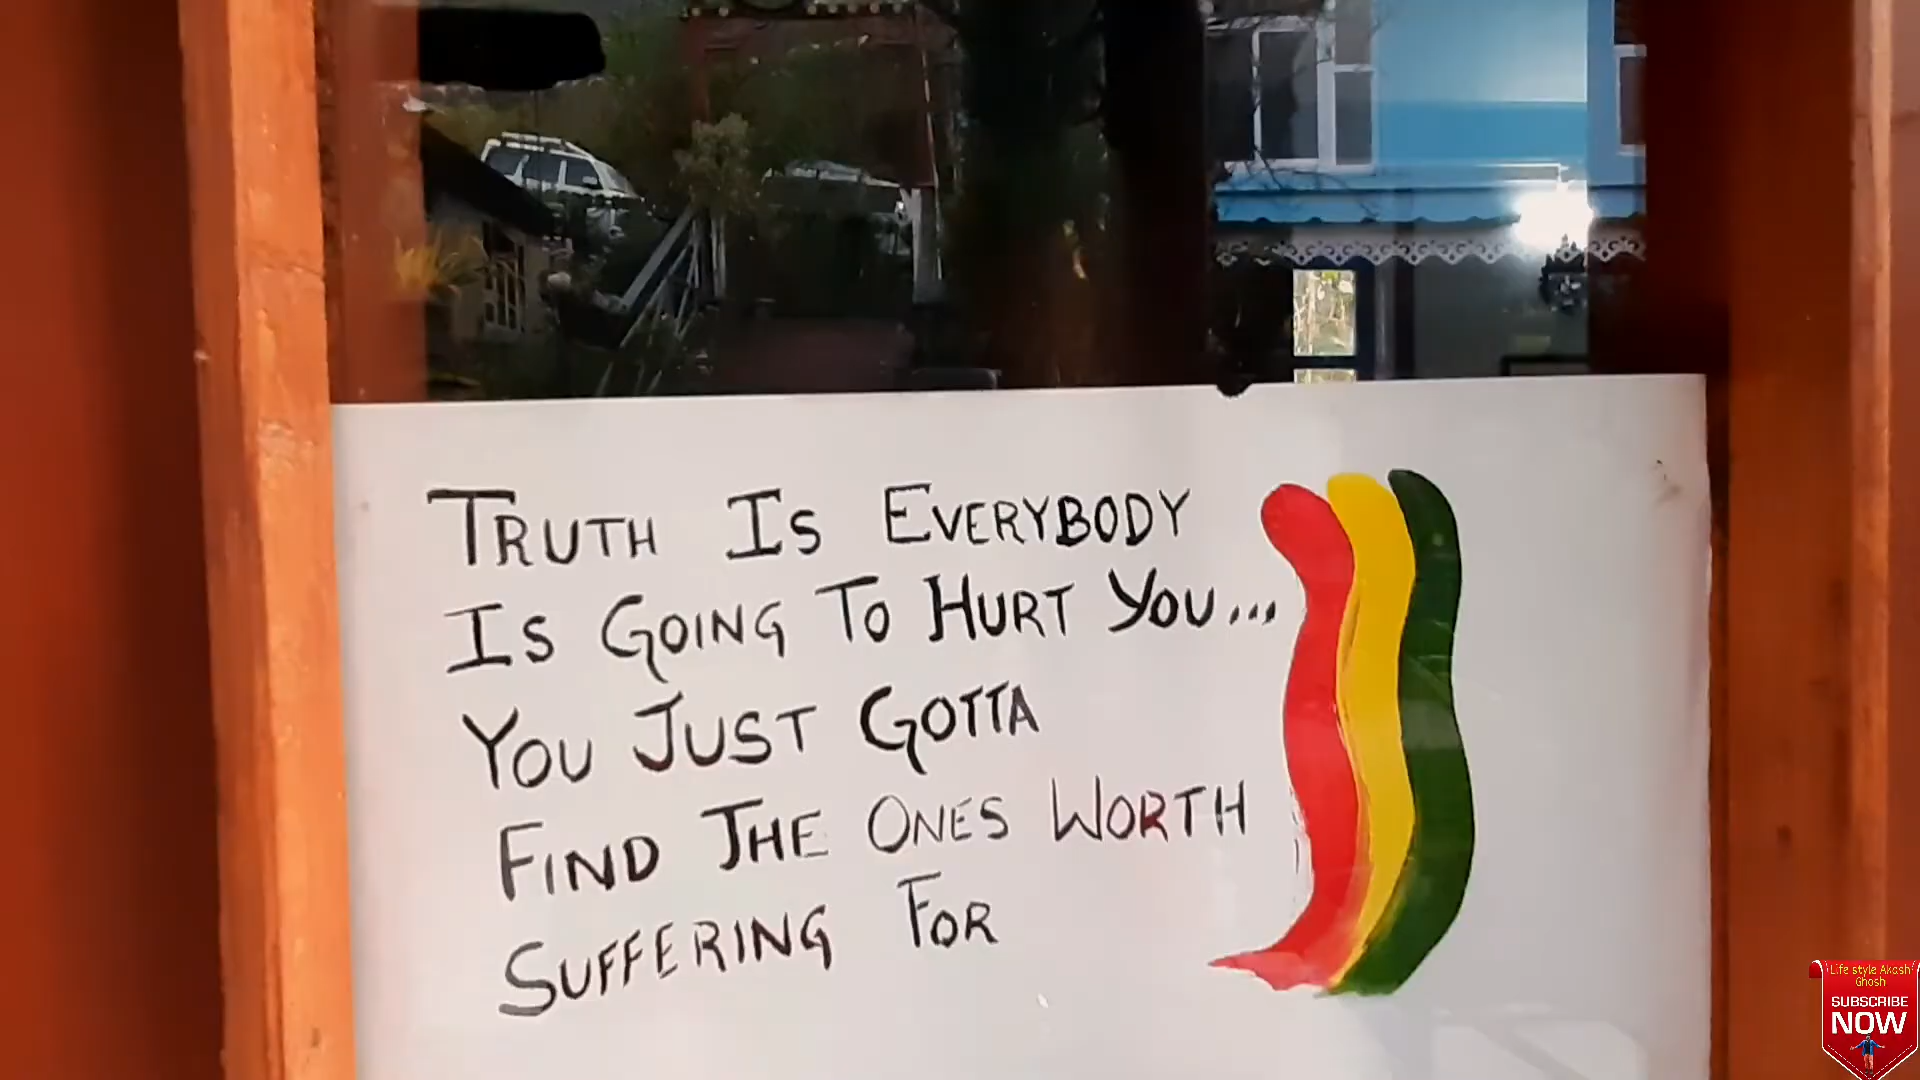 TRUTH IS EVERYBODY
IS GOING TO HURT YOU...
YOU JUST GOTTA
FIND THE ONES WORTH
SUFFERING FOR
Life style Akash
Ghosh
SUBSCRIBE
NOW